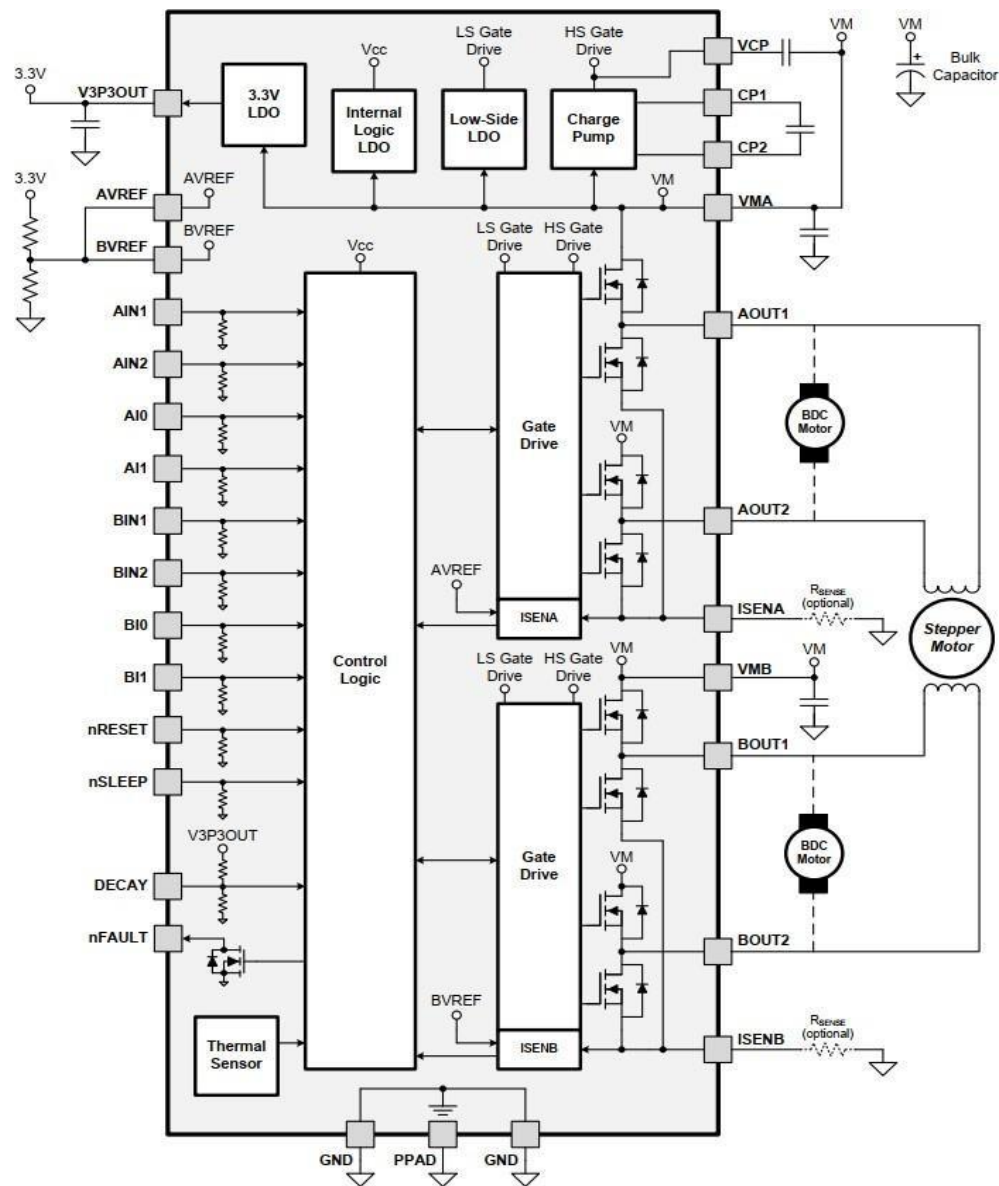 VM
VM
LS Gate
Drive
HS Gate
Drive
Vcc
VCP
+
Bulk
Capacitor
3.3V
V3P3OUT
3.3V
LDO
Internal
Logic
LDO
Low-Side
LDO
Charge
Pump
CP1
CP2
3.3V
AVREF
AVREF
VM
VMA
BVREF
BVREF
Vcc
LS Gate
Drive
HS Gate
Drive
AIN1
AOUT1
AIN2
AI0
BDC
Motor
Gate
Drive
VM
AI1
BIN1
AOUT2
BIN2
AVREF
RSENSE
(optional)
ISENA
ISENA
BI0
Stepper
Motor
Control
Logic
LS Gate
Drive
HS Gate
Drive
VM
VMB
VM
BI1
nRESET
BOUT1
nSLEEP
V3P3OUT
BDC
Motor
Gate
Drive
VM
DECAY
nFAULT
BOUT2
BVREF
RSENSE
(optional)
Thermal
Sensor
ISENB
ISENB
GND
PPAD
GND